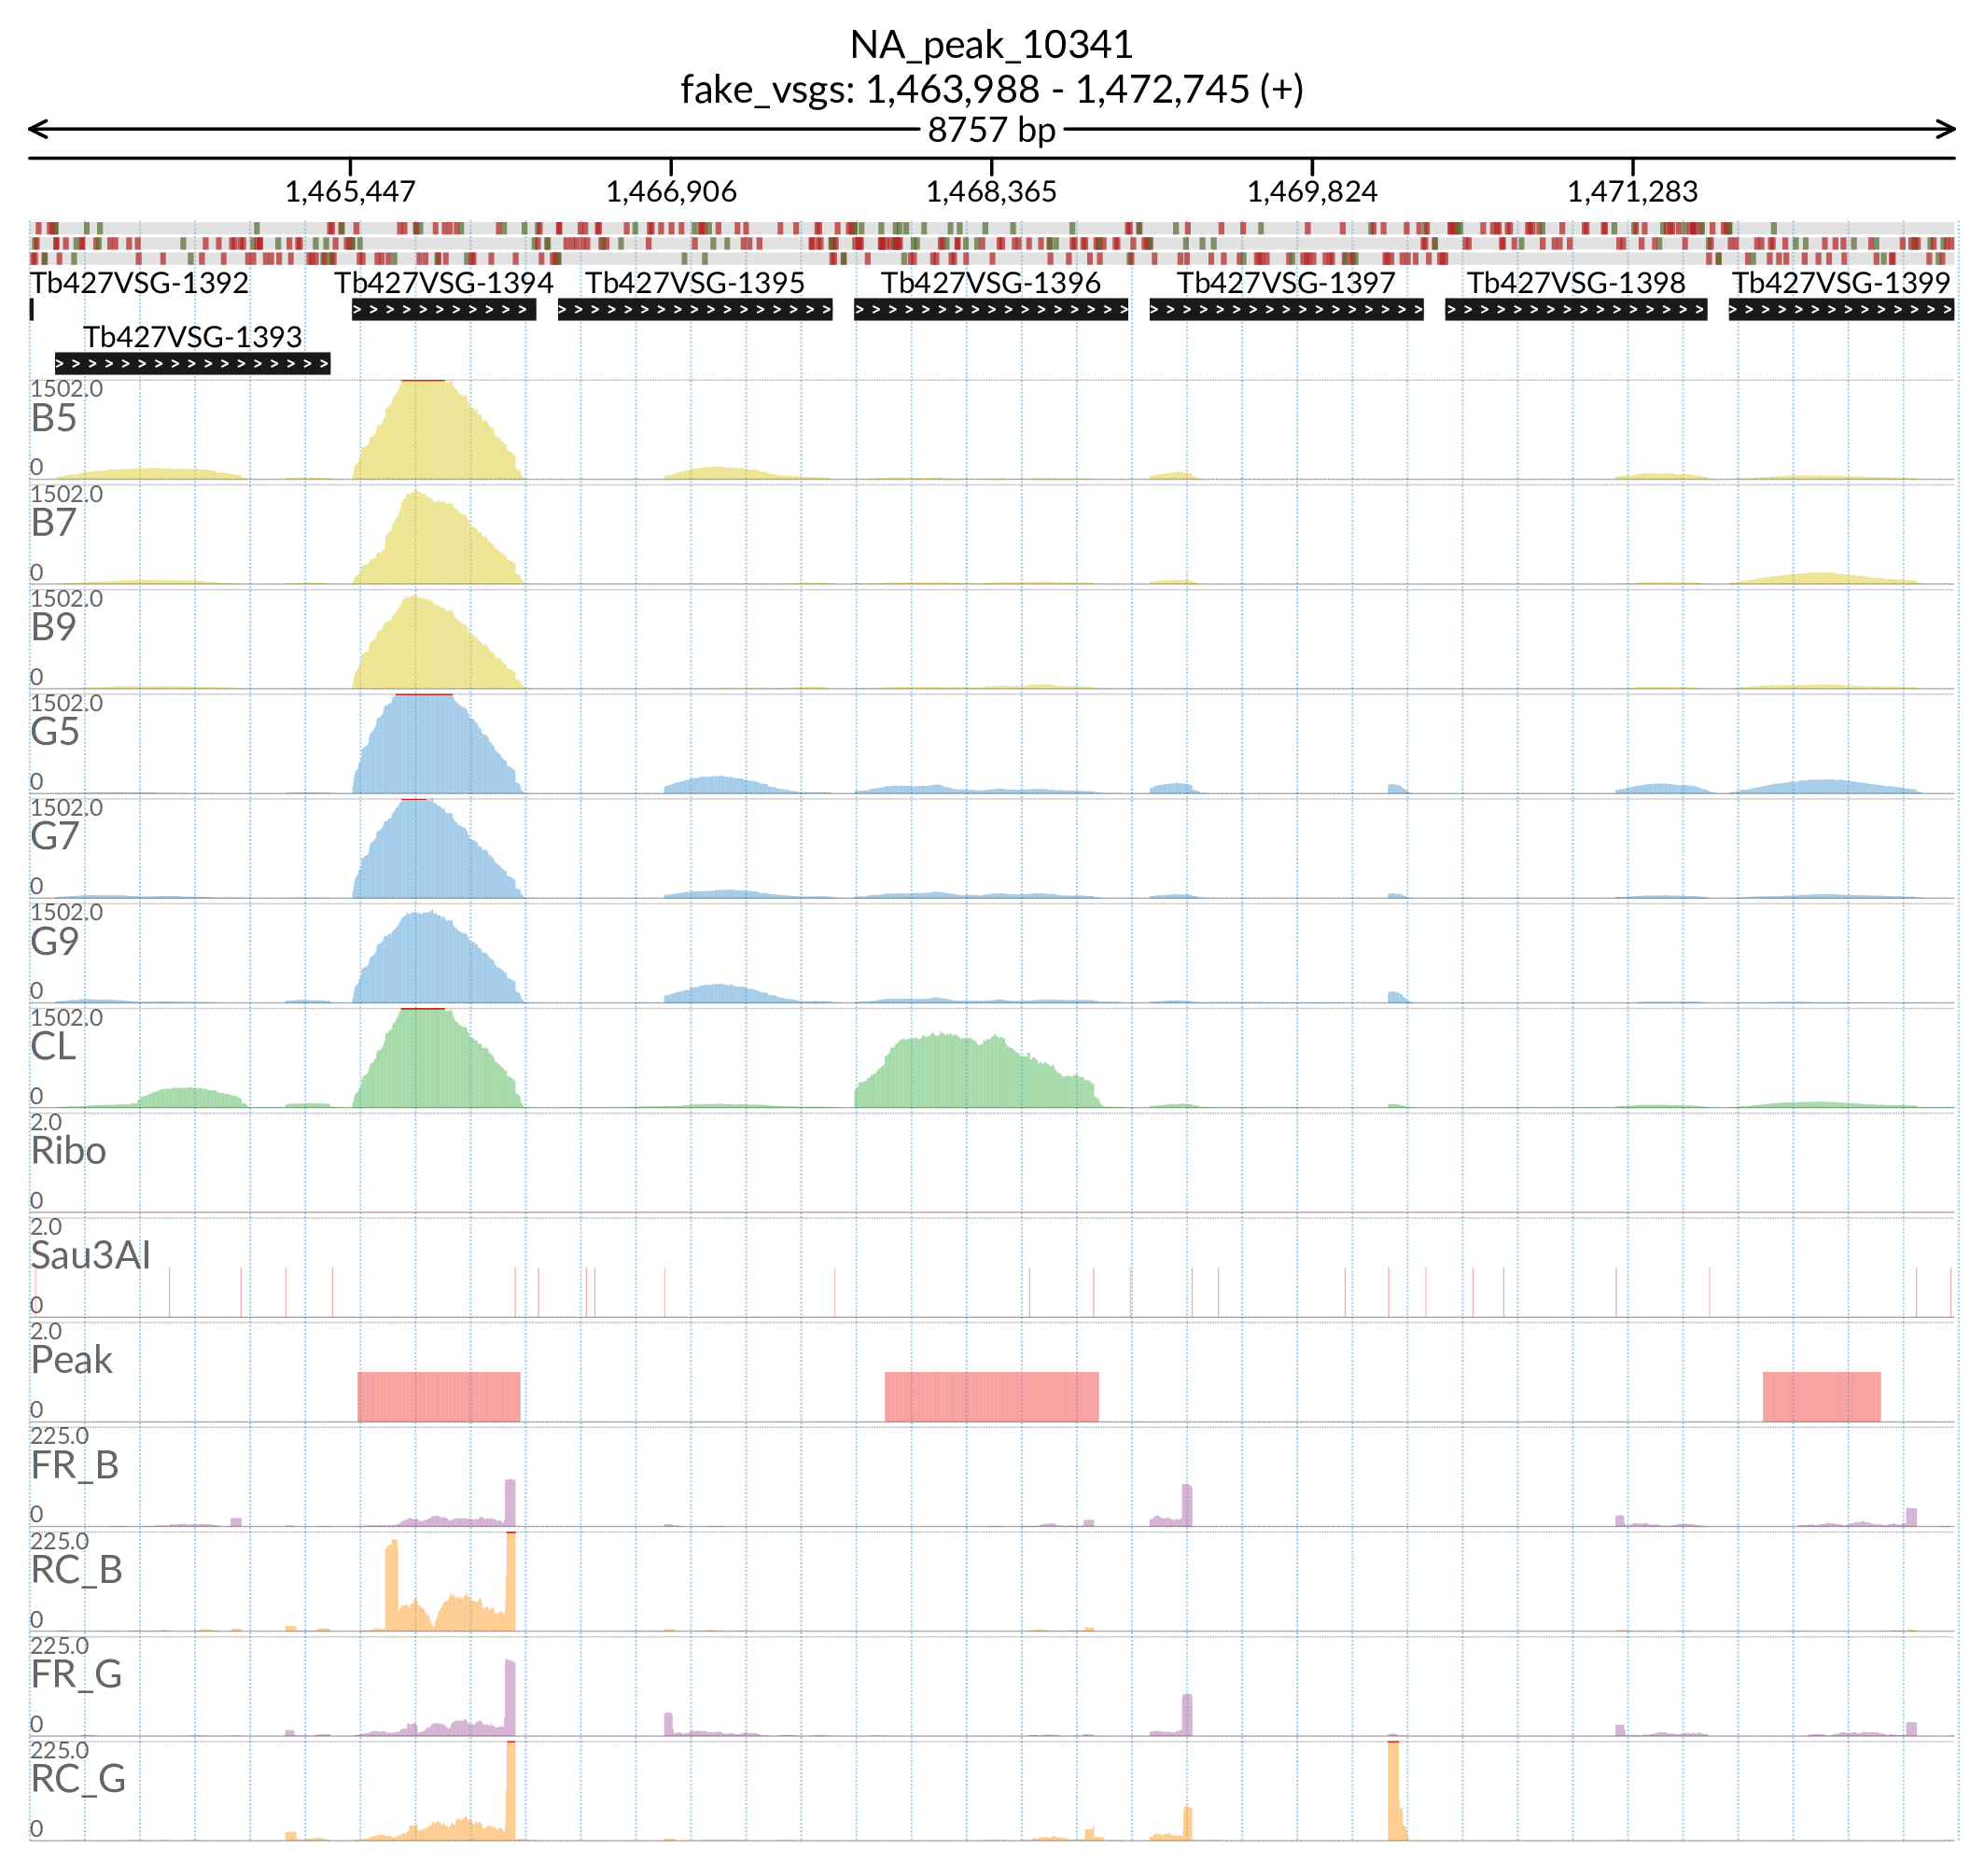 NA_peak_10341
fake_vsgs: 1,463,988 - 1,472,745 (+)
8757 bp
1,465,447 1,466,906 1,468,365 1,469,824 1,471,283
Tb427VSG-1392 Tb427VSG-1394 Tb427VSG-1395 Tb427VSG-1396 Tb427VSG-1397 Tb427VSG-1398 Tb427VSG-1399
Tb427VSG-1393
1502.0
B5
0
1502.0
B7
0
1502.0
B9
0
1502.0
G5
0
1502.0
G7
0
1502.0
G9
0
1502.0
CL
0
2.0
Ribo
0
2.0
Sau3AI
0
2.0
Peak
0
225.0
FR_B
0
225.0
RC_B
0
225.0
FR_G
0
225.0
RC_G
0